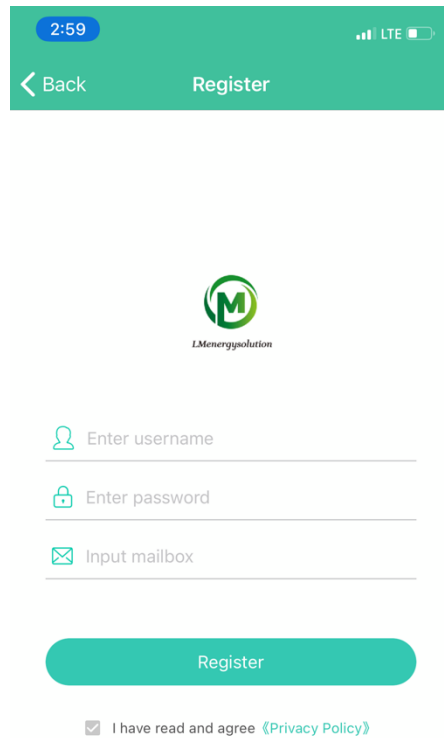 2:59
LTE
Back
Register
M
LMenergysolution
Enter username
Enter password
Input mailbox
Register
I have read and agree 《Privacy Policy》